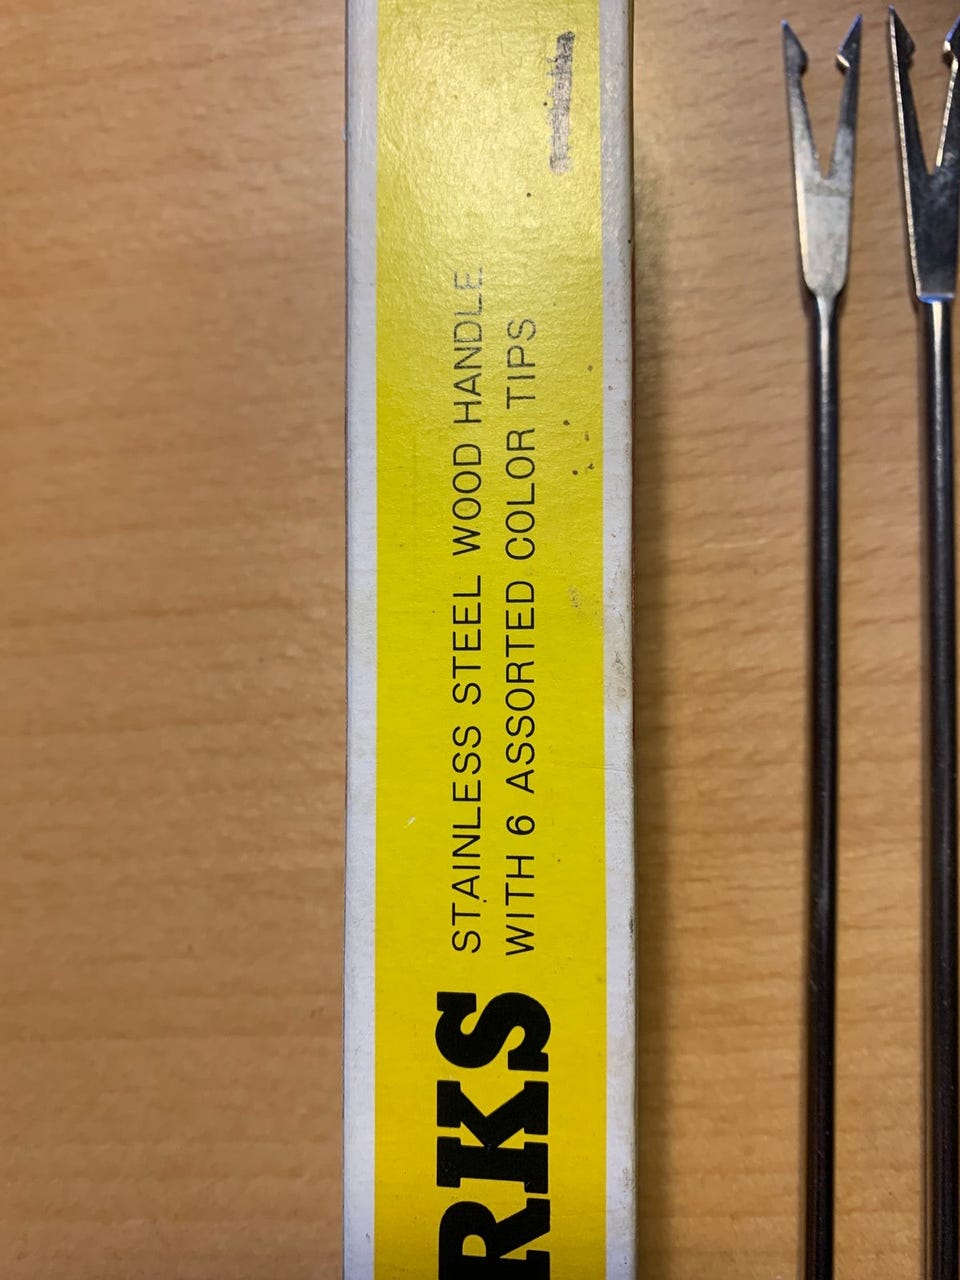 RKS
STAINLESS STEEL WOOD HANDLE
WITH 6 ASSORTED COLOR TIPS